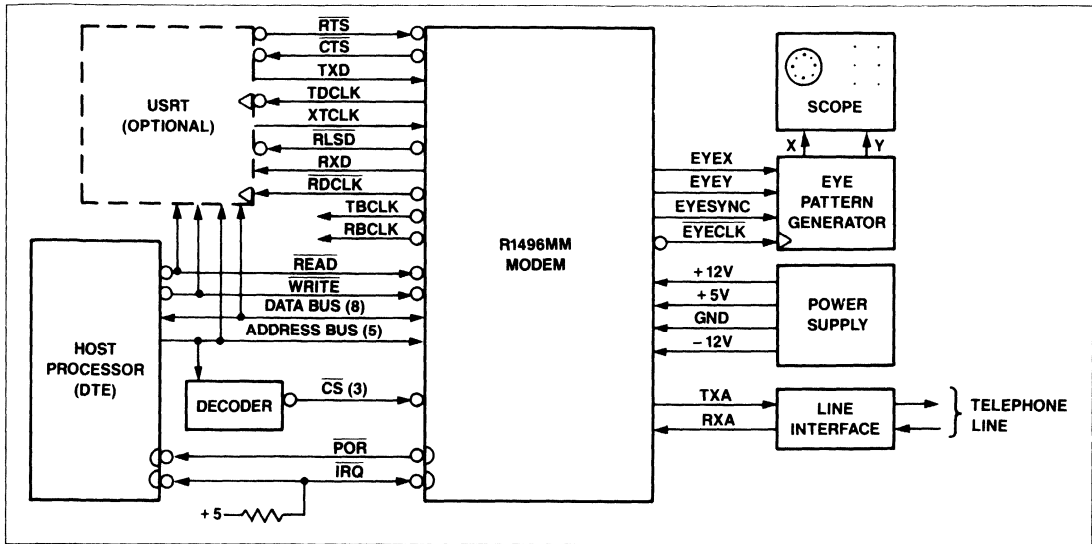 RTS
CTS
TXD
TDCLK
XTCLK
RLSD
RXD
RDCLK
TBCLK
RBCLK
USRT
(OPTIONAL)
HOST
PROCESSOR
(DTE)
READ
WRITE
DATA BUS (8)
ADDRESS BUS (5)
DECODER
CS (3)
POR
IRQ
+ 5
R1496MM
MODEM
EYEX
EYEY
EYESYNC
EYECLK
+ 12V
+ 5V
GND
− 12V
TXA
RXA
SCOPE
X
Y
EYE
PATTERN
GENERATOR
POWER
SUPPLY
LINE
INTERFACE
TELEPHONE
LINE